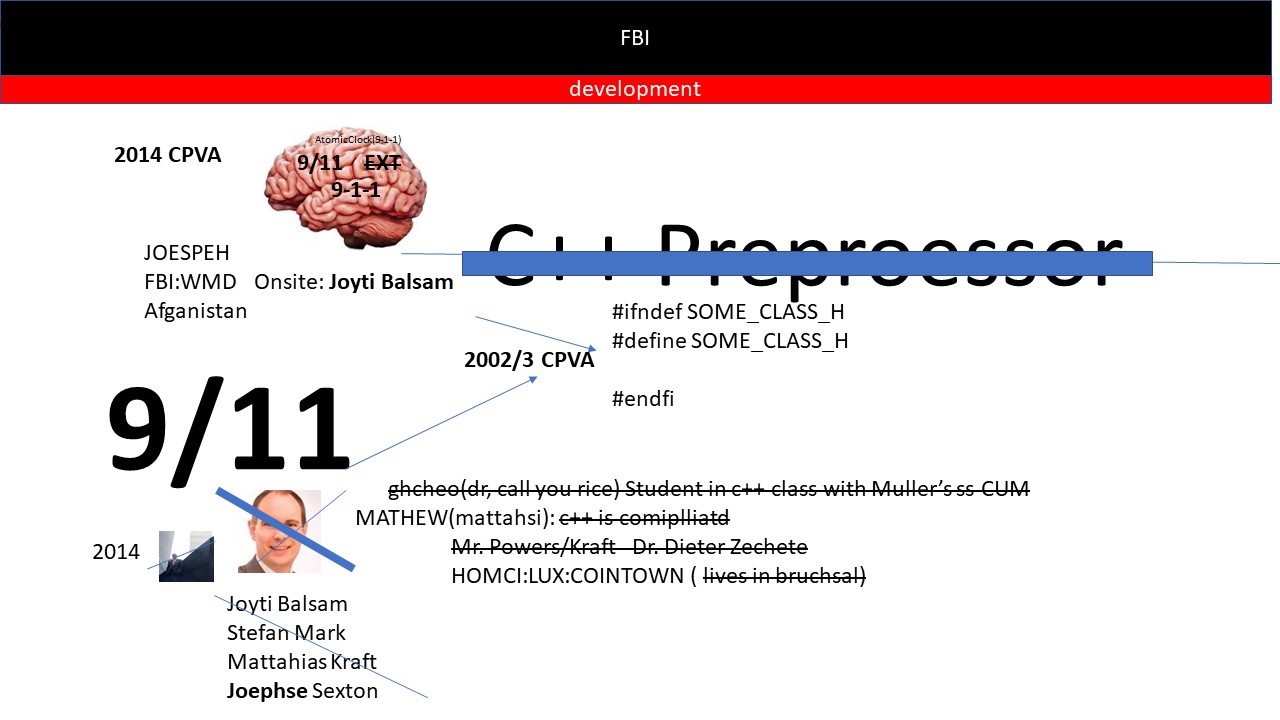 FBI
development
2014 CPVA
AtomicClock(9-1-1)
9/11 EXT
9-1-1
C++ Preproessor
JOESPEH
FBI:WMD Onsite: Joyti Balsam
Afganistan
#ifndef SOME_CLASS_H
#define SOME_CLASS_H
2002/3 CPVA
#endfi
9/11
ghcheo(dr, call you rice) Student in c++ class with Muller's ss CUM
MATHEW(mattahsi): c++ is comiplliatd
Mr. Powers/Kraft Dr. Dieter Zechete
2014
HOMCI:LUX:COINTOWN ( lives in bruchsal)
Joyti Balsam
Stefan Mark
Mattahias Kraft
Joephse Sexton